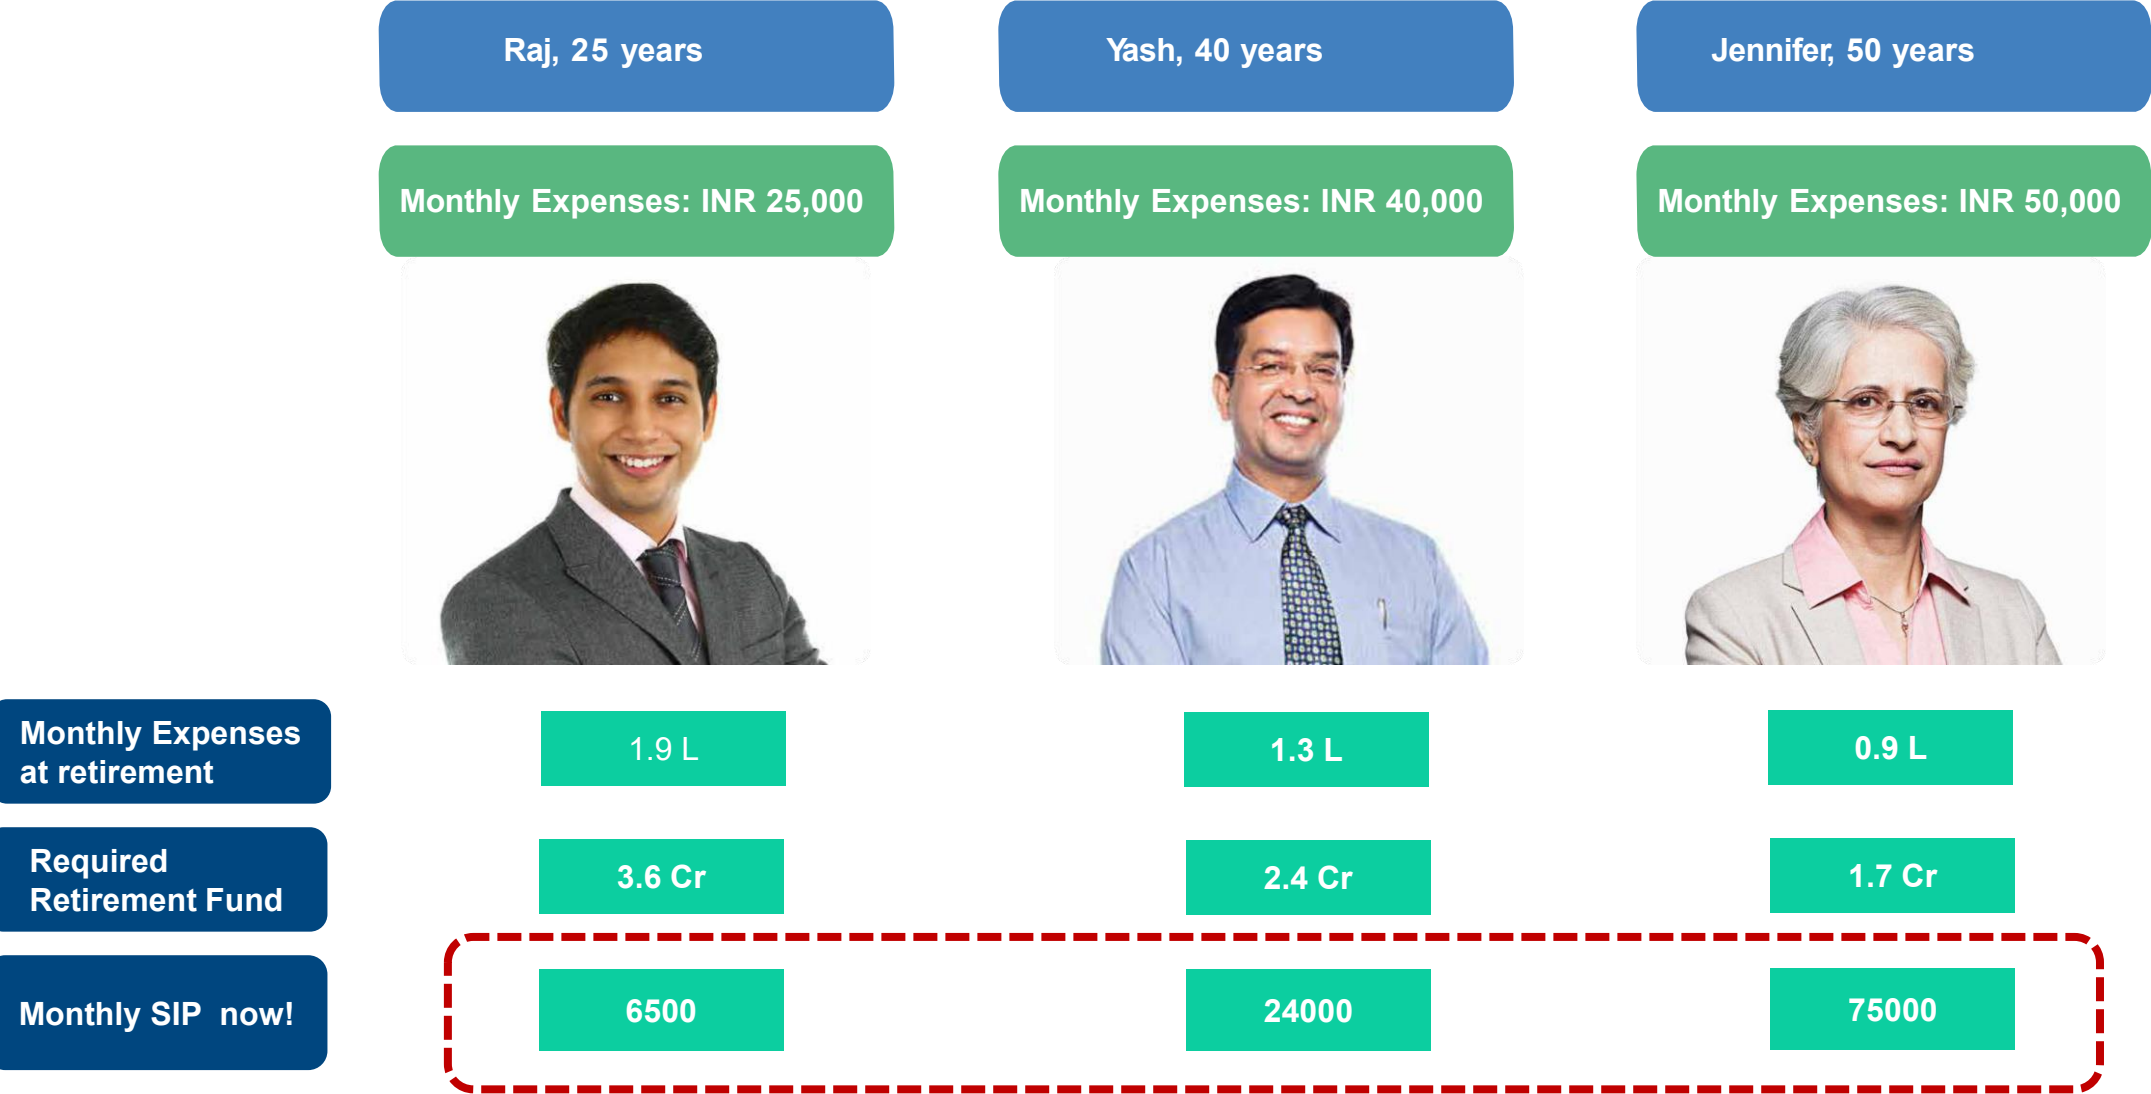 Raj, 25 years
Yash, 40 years
Jennifer, 50 years
Monthly Expenses: INR 25,000
Monthly Expenses: INR 40,000
Monthly Expenses: INR 50,000
Monthly Expenses
at retirement
1.9 L
1.3 L
0.9 L
Required
Retirement Fund
3.6 Cr
2.4 Cr
1.7 Cr
Monthly SIP now!
6500
24000
75000